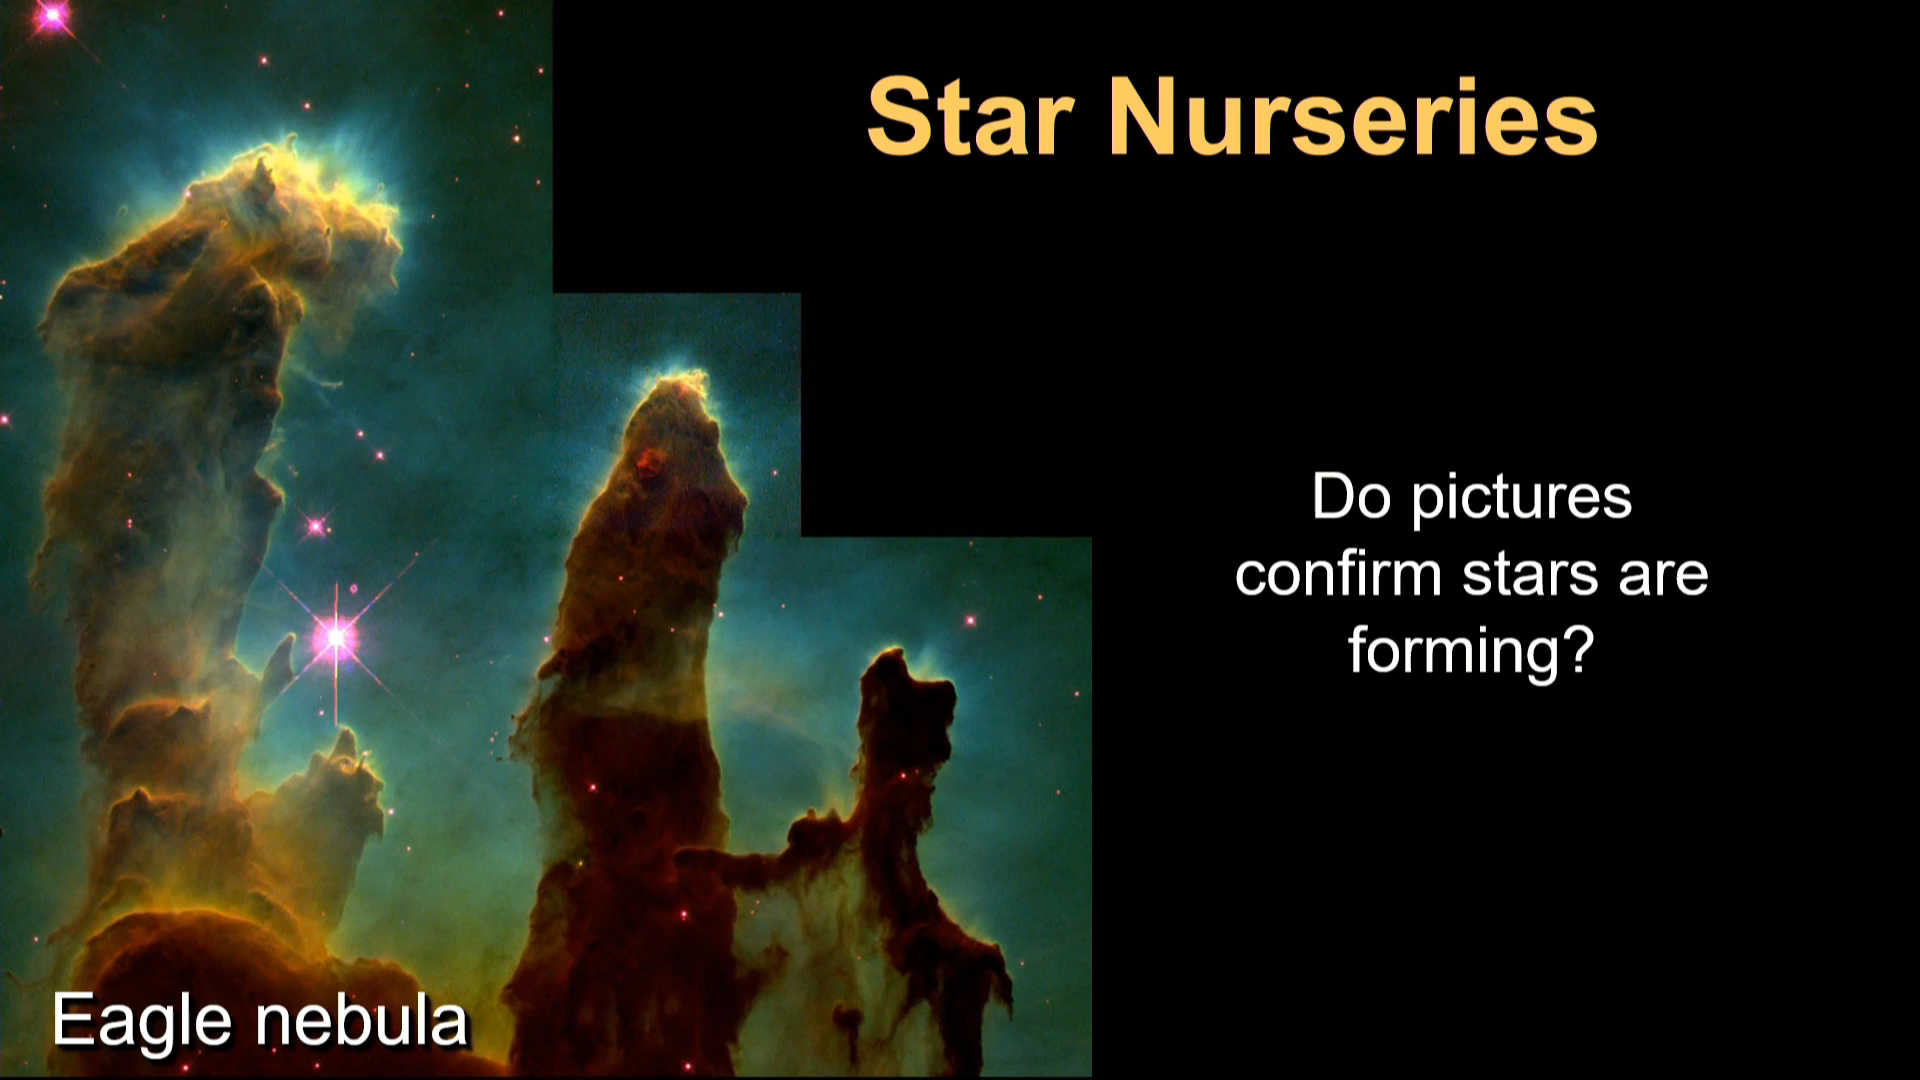 Star Nurseries
Do pictures
confirm stars are
forming?
Eagle nebula